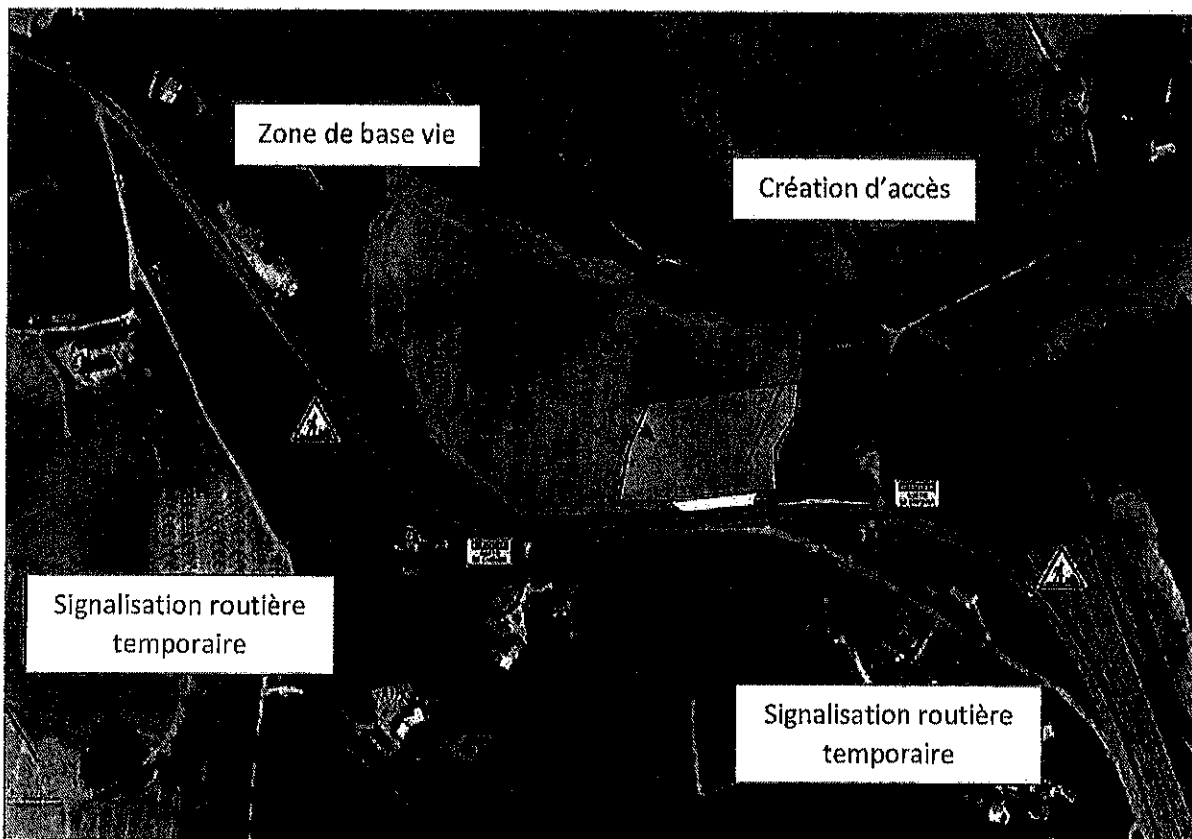 Zone de base vie
Création d'accès
Signalisation routière
temporaire
Signalisation routière
temporaire